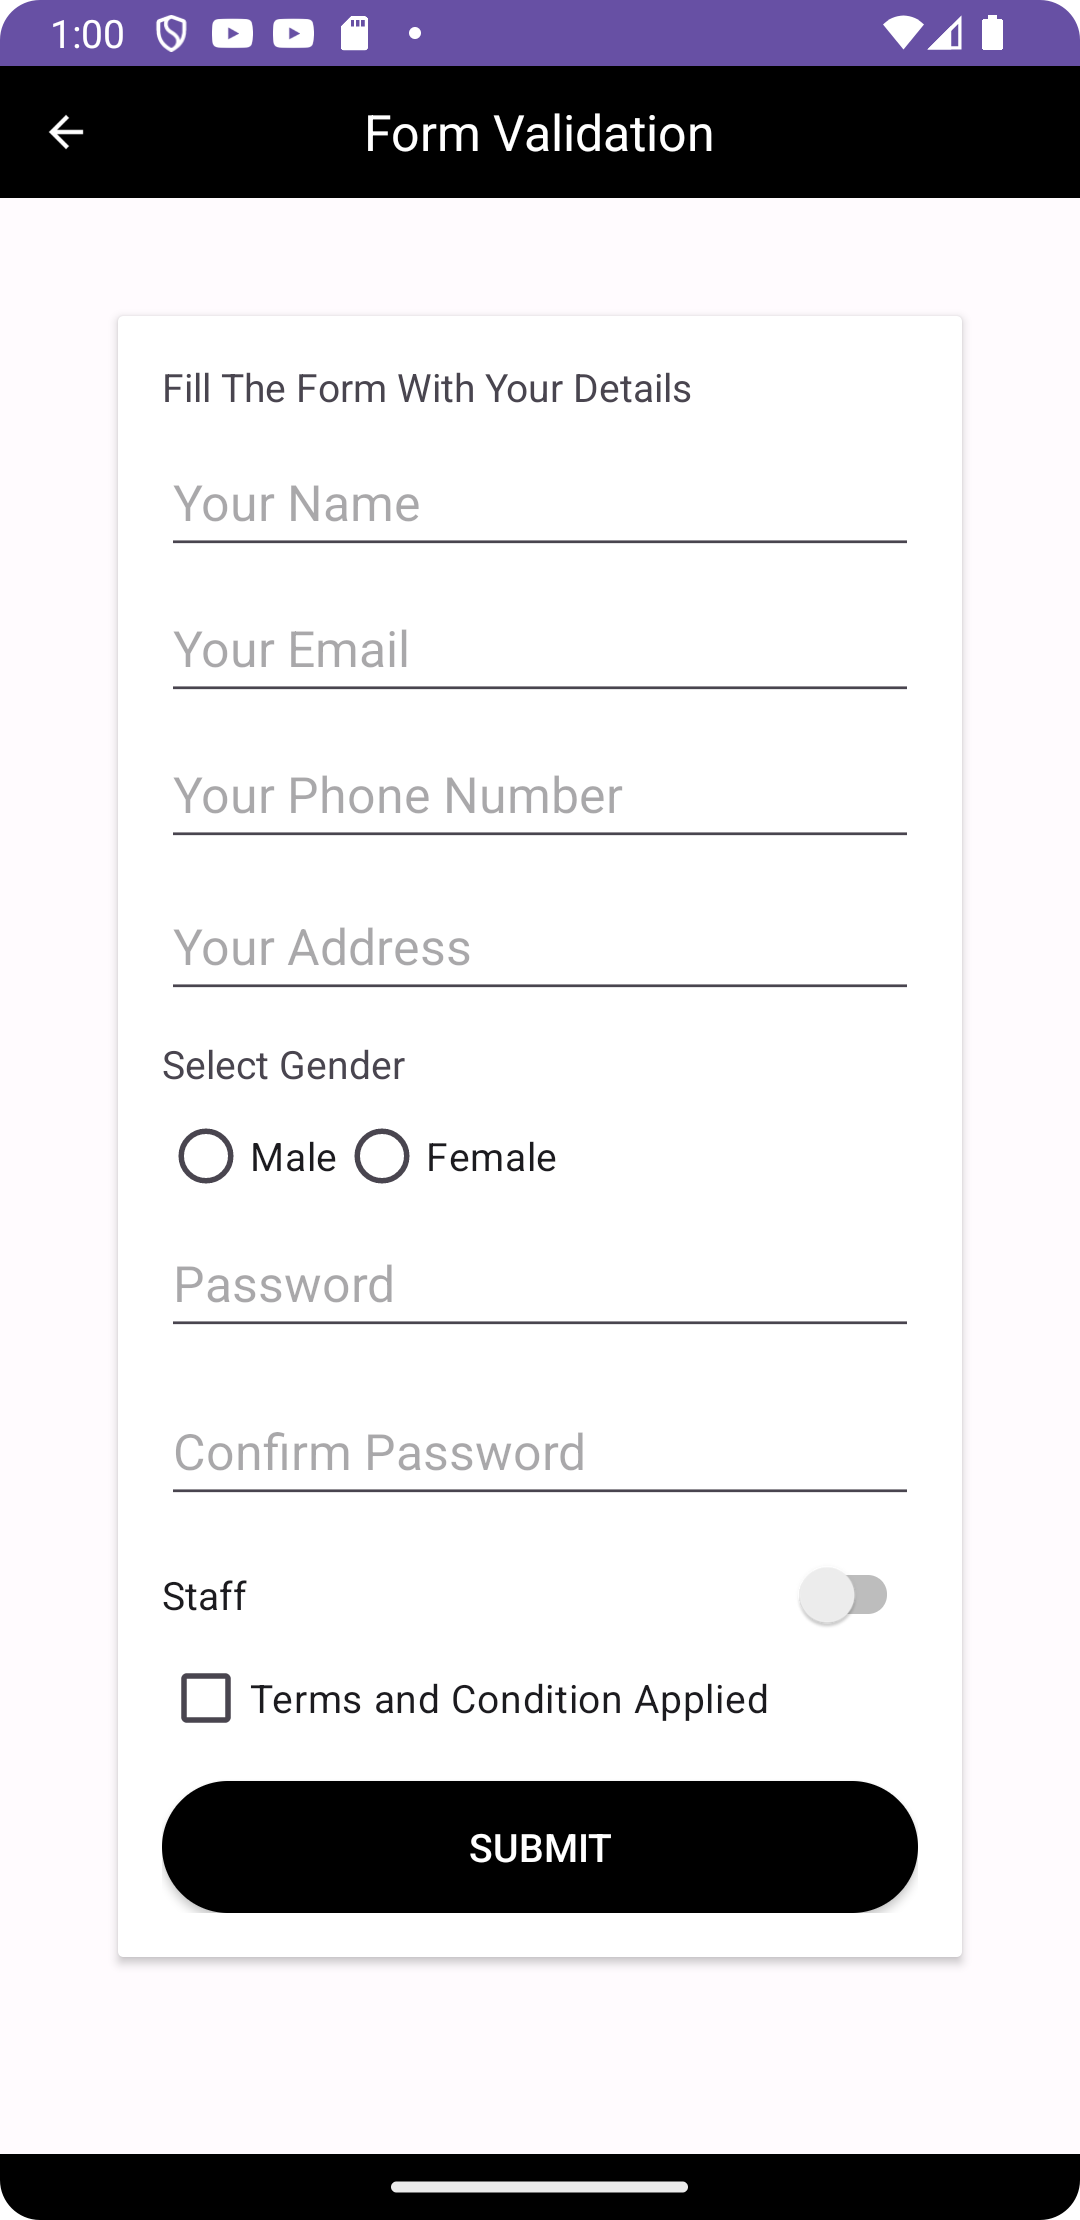 1:00
Form Validation
Fill The Form With Your Details
Your Name
Your Email
Your Phone Number
Your Address
Select Gender
Male Female
Password
Confirm Password
Staff
Terms and Condition Applied
SUBMIT